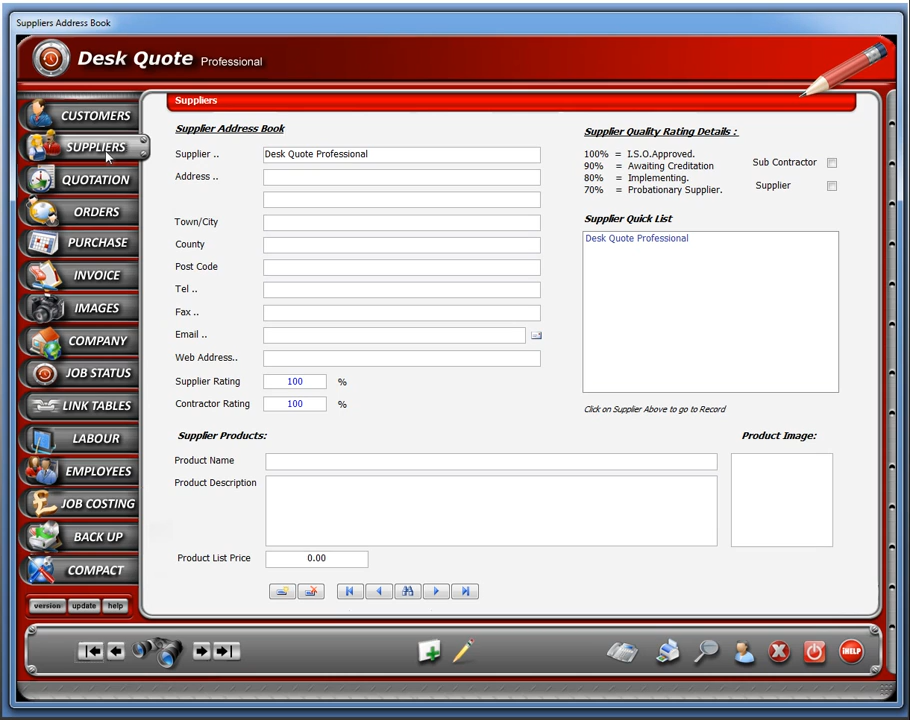 Suppliers Address Book
Desk Quote Professional
CUSTOMERS
SUPPLIERS
QUOTATION
ORDERS
PURCHASE
INVOICE
IMAGES
COMPANY
JOB STATUS
LINK TABLES
LABOUR
EMPLOYEES
JOB COSTING
BACK UP
COMPACT
version update help
Suppliers
Supplier Address Book
Supplier .. Desk Quote Professional
Address ..
Town/City
County
Post Code
Tel ..
Fax ..
Email ..
Web Address..
Supplier Rating 100 %
Contractor Rating 100 %
Supplier Quality Rating Details :
100% = I.S.O.Approved.
90% = Awaiting Creditation
80% = Implementing.
70% = Probationary Supplier.
Sub Contractor
Supplier
Supplier Quick List
Desk Quote Professional
Click on Supplier Above to go to Record
Supplier Products:
Product Image:
Product Name
Product Description
Product List Price 0.00
iHELP